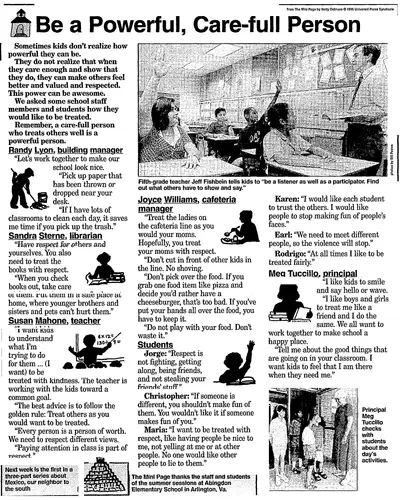 from The Mini Page by Betty Debnam © 1995 Universal Press Syndicate
Be a Powerful, Care-full Person
Sometimes kids don't realize how
powerful they can be.
They do not realize that when
they care enough and show that
they do, they can make others feel
better and valued and respected.
This power can be awesome.
We asked some school staff
members and students how they
would like to be treated.
Remember, a care-full person
who treats others well is a
powerful person.
Randy Lyon, building manager
"Let's work together to make our
school look nice.
"Pick up paper that
has been thrown or
dropped near your
desk.
"If I have lots of
classrooms to clean each day, it saves
me time if you pick up the trash."
Sandra Sterne, librarian
"Have respect for others and
yourselves. You also
need to treat the
books with respect.
"When you check
books out, take care
of them. Put them in a safe place at
home, where younger brothers and
sisters and pets can't hurt them."
Susan Mahone, teacher
"I want kids
to understand
what I'm
trying to do
for them ... (I
want) to be
treated with kindness. The teacher is
working with the kids toward a
common goal.
"The best advice is to follow the
golden rule: Treat others as you
would want to be treated.
"Every person is a person of worth.
We need to respect different views.
"Paying attention in class is part of
respect."
Next week is the first in a
three-part series about
Mexico, our neighbor to
the south
Fifth-grade teacher Jeff Fishbein tells kids to "be a listener as well as a participator. Find
out what others have to show and say."
Joyce Williams, cafeteria
manager
"Treat the ladies on
the cafeteria line as you
would your moms.
Hopefully, you treat
your moms with respect.
"Don't cut in front of other kids in
the line. No shoving.
"Don't pick over the food. If you
grab one food item like pizza and
decide you'd rather have a
cheeseburger, that's too bad. If you've
put your hands all over the food, you
have to keep it.
"Do not play with your food. Don't
waste it."
Students
Jorge: "Respect is
not fighting, getting
along, being friends,
and not stealing your
friends' stuff."
Christopher: "If someone is
different, you shouldn't make fun of
them. You wouldn't like it if someone
makes fun of you."
Maria: "I want to be treated with
respect, like having people be nice to
me, not yelling at me or at other
people. No one would like other
people to lie to them."
The Mini Page thanks the staff and students
of the summer sessions at Abingdon
Elementary School in Arlington, Va.
Karen: "I would like each student
to trust the others. I would like
people to stop making fun of people's
faces."
Earl: "We need to meet different
people, so the violence will stop."
Rodrigo: "At all times I like to be
treated fairly."
Meg Tuccillo, principal
"I like kids to smile
and say hello or wave.
"I like boys and girls
to treat me like a
friend and I do the
same. We all want to
work together to make school a
happy place.
"Tell me about the good things that
are going on in your classroom. I
want kids to feel that I am there
when they need me."
Principal
Meg
Tuccillo
checks
with
students
about the
day's
activities.